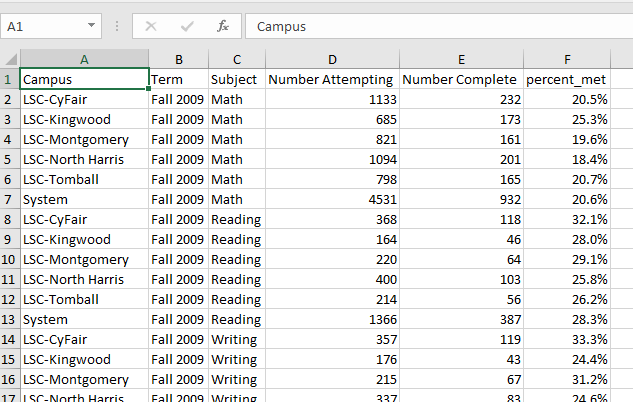 A1 fx Campus
A B C D E F
1 Campus Term Subject Number Attempting Number Complete percent_met
2 LSC-CyFair Fall 2009 Math 1133 232 20.5%
3 LSC-Kingwood Fall 2009 Math 685 173 25.3%
4 LSC-Montgomery Fall 2009 Math 821 161 19.6%
5 LSC-North Harris Fall 2009 Math 1094 201 18.4%
6 LSC-Tomball Fall 2009 Math 798 165 20.7%
7 System Fall 2009 Math 4531 932 20.6%
8 LSC-CyFair Fall 2009 Reading 368 118 32.1%
9 LSC-Kingwood Fall 2009 Reading 164 46 28.0%
10 LSC-Montgomery Fall 2009 Reading 220 64 29.1%
11 LSC-North Harris Fall 2009 Reading 400 103 25.8%
12 LSC-Tomball Fall 2009 Reading 214 56 26.2%
13 System Fall 2009 Reading 1366 387 28.3%
14 LSC-CyFair Fall 2009 Writing 357 119 33.3%
15 LSC-Kingwood Fall 2009 Writing 176 43 24.4%
16 LSC-Montgomery Fall 2009 Writing 215 67 31.2%
17 LSC-North Harris Fall 2009 Writing 337 83 24.6%